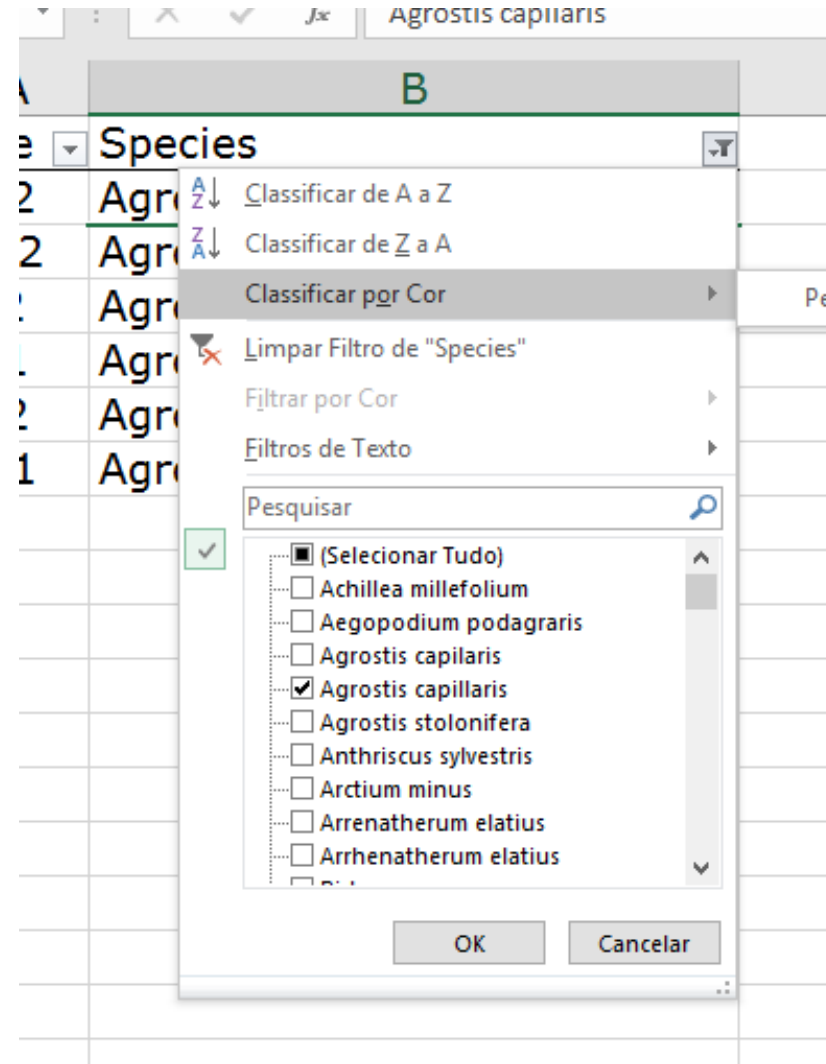 fx Agrostis capillaris
B
Species
2 Agr
Classificar de A a Z
2 Agr
Classificar de Z a A
Agr
Classificar por Cor
Pe
Agr
Limpar Filtro de "Species"
Agr
Filtrar por Cor
1 Agr
Filtros de Texto
Pesquisar
(Selecionar Tudo)
Achillea millefolium
Aegopodium podagraris
Agrostis capilaris
Agrostis capillaris
Agrostis stolonifera
Anthriscus sylvestris
Arctium minus
Arrenatherum elatius
Arrhenatherum elatius
OK Cancelar